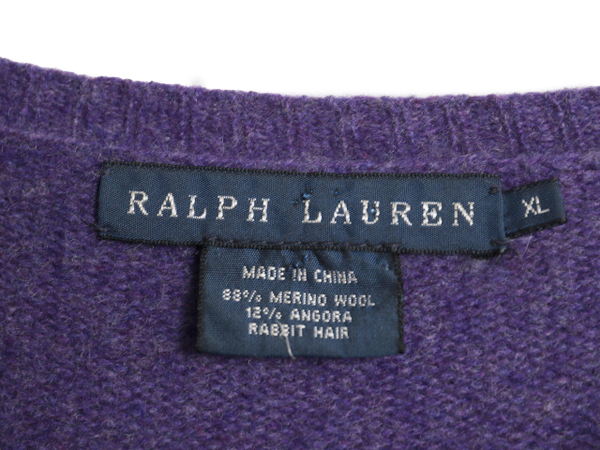 RALPH LAUREN
XL
MADE IN CHINA
88% MERINO WOOL
12% ANGORA
RABBIT HAIR